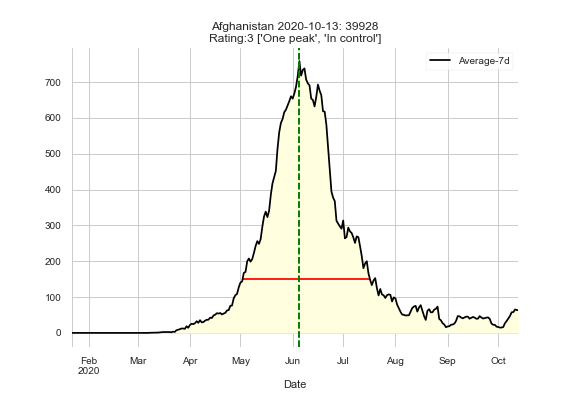 Afghanistan 2020-10-13: 39928
Rating:3 ['One peak', 'In control']
Average-7d
700
600
500
400
300
200
100
0
Feb Mar Apr May Jun Jul Aug Sep Oct
2020
Date